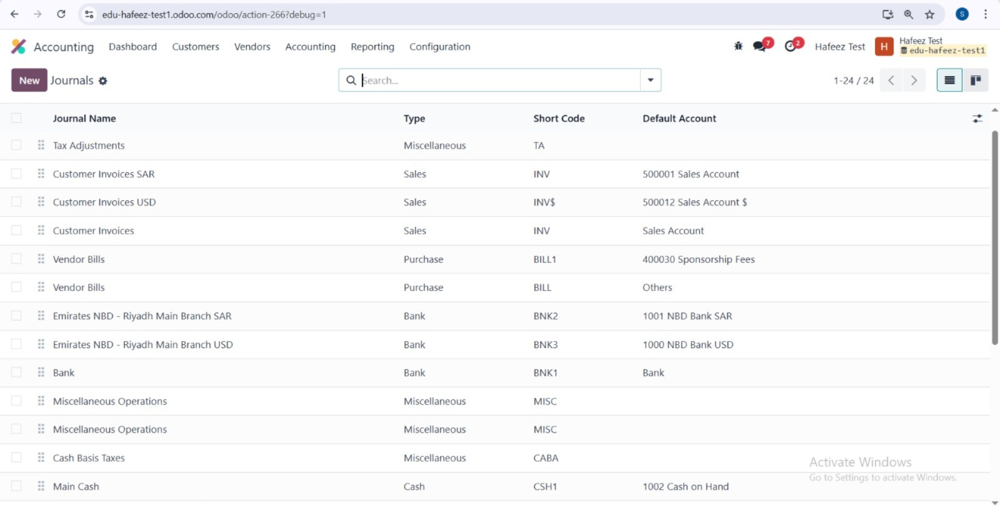 edu-hafeez-test1.odoo.com/odoo/action-266?debug=1
S
Accounting Dashboard Customers Vendors Accounting Reporting Configuration 7 2 Hafeez Test H Hafeez Test
edu-hafeez-test1
New Journals Search... 1-24 / 24
Journal Name Type Short Code Default Account
Tax Adjustments Miscellaneous TA
Customer Invoices SAR Sales INV 500001 Sales Account
Customer Invoices USD Sales INV$ 500012 Sales Account $
Customer Invoices Sales INV Sales Account
Vendor Bills Purchase BILL1 400030 Sponsorship Fees
Vendor Bills Purchase BILL Others
Emirates NBD - Riyadh Main Branch SAR Bank BNK2 1001 NBD Bank SAR
Emirates NBD - Riyadh Main Branch USD Bank BNK3 1000 NBD Bank USD
Bank Bank BNK1 Bank
Miscellaneous Operations Miscellaneous MISC
Miscellaneous Operations Miscellaneous MISC
Cash Basis Taxes Miscellaneous CABA
Main Cash Cash CSH1 1002 Cash on Hand
Activate Windows
Go to Settings to activate Windows.